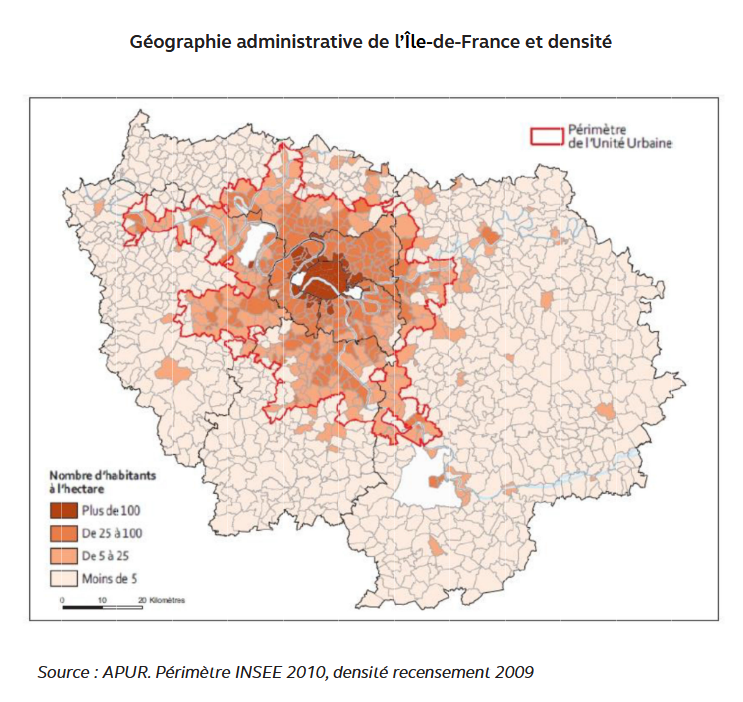 Géographie administrative de l’Île-de-France et densité
Périmètre
de l'Unité Urbaine
Nombre d'habitants
à l'hectare
Plus de 100
De 25 à 100
De 5 à 25
Moins de 5
0 10 20 Kilomètres
Source : APUR. Périmètre INSEE 2010, densité recensement 2009